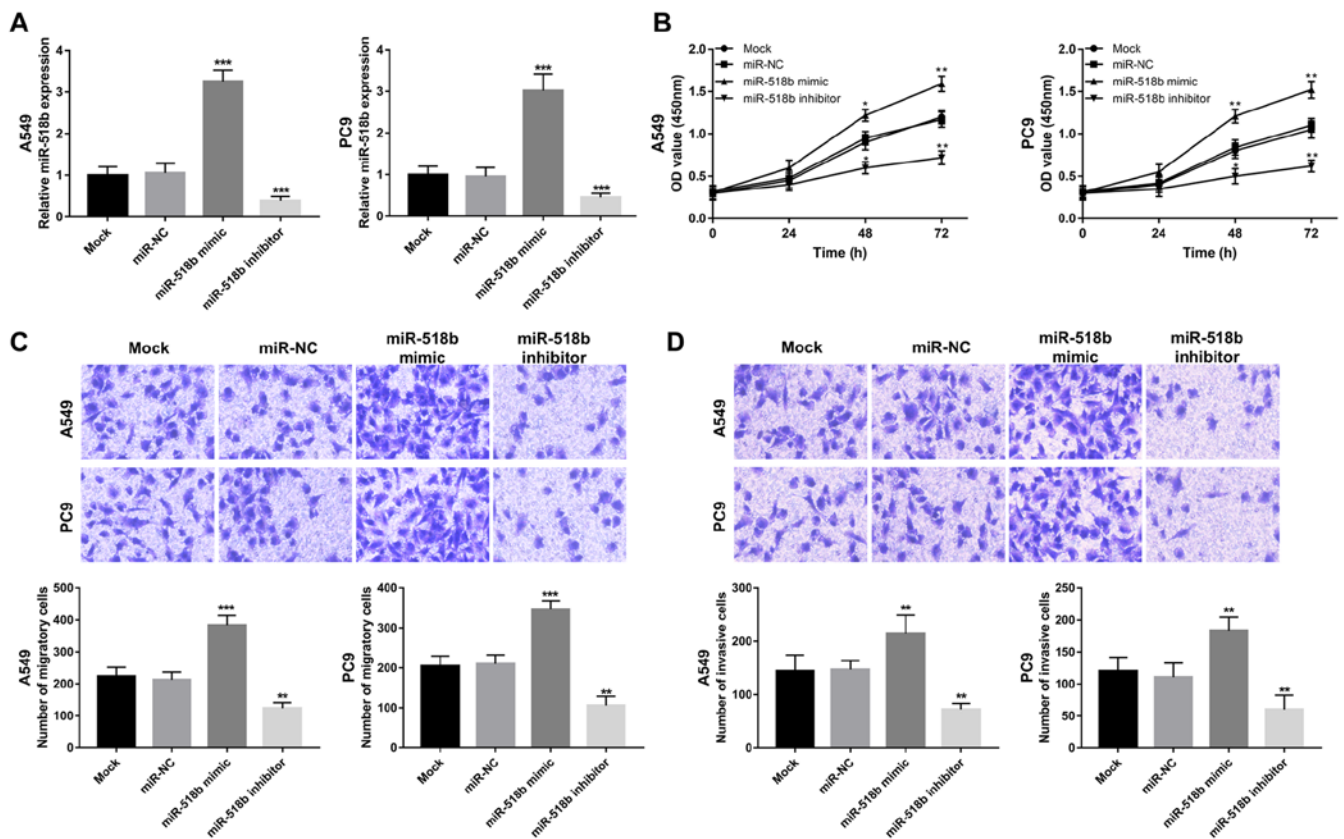 A
A549
Relative miR-518b expression
4
3
2
1
0
***
***
Mock
miR-NC
miR-518b mimic
miR-518b inhibitor
PC9
Relative miR-518b expression
4
3
2
1
0
***
***
Mock
miR-NC
miR-518b mimic
miR-518b inhibitor
B
A549
OD value (450nm)
2.0
1.5
1.0
0.5
0.0
Mock
miR-NC
miR-518b mimic
miR-518b inhibitor
*
**
*
**
0 24 48 72
Time (h)
PC9
OD value (450nm)
2.0
1.5
1.0
0.5
0.0
Mock
miR-NC
miR-518b mimic
miR-518b inhibitor
**
**
*
**
0 24 48 72
Time (h)
C
Mock
miR-NC
miR-518b
mimic
miR-518b
inhibitor
A549
PC9
A549
Number of migratory cells
500
400
300
200
100
0
***
**
Mock
miR-NC
miR-518b mimic
miR-518b inhibitor
PC9
Number of migratory cells
400
300
200
100
0
***
**
Mock
miR-NC
miR-518b mimic
miR-518b inhibitor
D
Mock
miR-NC
miR-518b
mimic
miR-518b
inhibitor
A549
PC9
A549
Number of invasive cells
300
200
100
0
**
**
Mock
miR-NC
miR-518b mimic
miR-518b inhibitor
PC9
Number of invasive cells
250
200
150
100
50
0
**
**
Mock
miR-NC
miR-518b mimic
miR-518b inhibitor